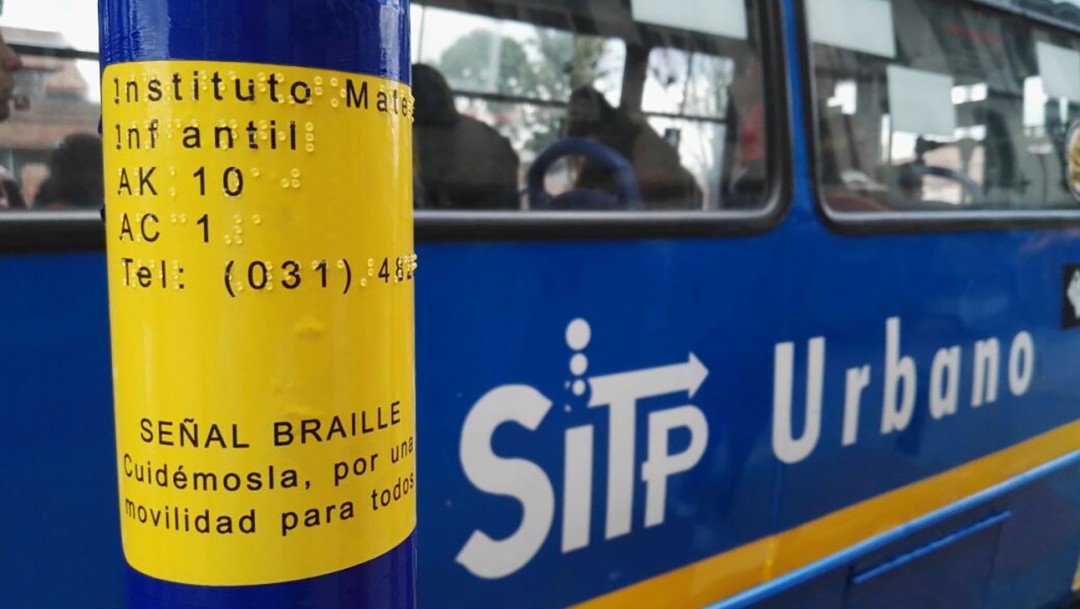 Instituto Mate
Infantil
AK 10
AC 1
Tel: (031) 482
SEÑAL BRAILLE
Cuidémosla, por una
movilidad para todos
SiTP Urbano